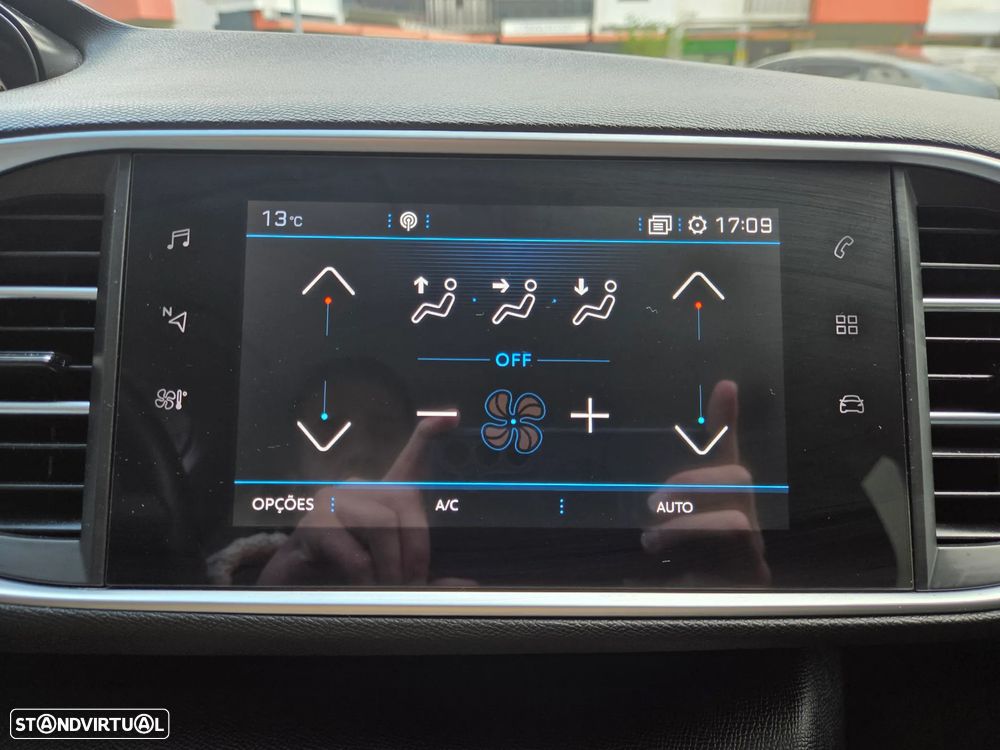 13°C 17:09
N
OFF
OPÇÕES A/C AUTO
STANDVIRTUAL